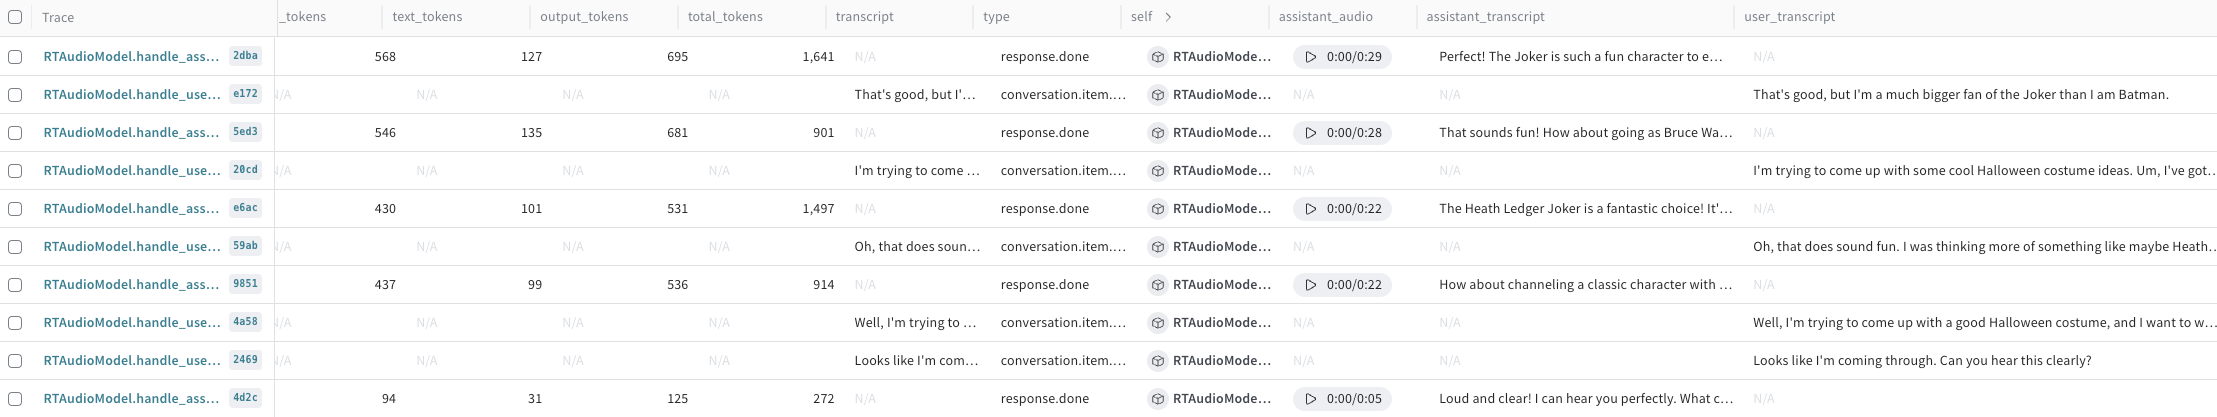 Trace _tokens text_tokens output_tokens total_tokens transcript type self assistant_audio assistant_transcript user_transcript
RTAudioModel.handle_ass... 2dba 568 127 695 1,641 N/A response.done RTAudioMode... 0:00/0:29 Perfect! The Joker is such a fun character to e... N/A
RTAudioModel.handle_use... e172 N/A N/A N/A N/A That's good, but I'... conversation.item.... RTAudioMode... N/A N/A That's good, but I'm a much bigger fan of the Joker than I am Batman.
RTAudioModel.handle_ass... 5ed3 546 135 681 901 N/A response.done RTAudioMode... 0:00/0:28 That sounds fun! How about going as Bruce Wa... N/A
RTAudioModel.handle_use... 20cd N/A N/A N/A N/A I'm trying to come ... conversation.item.... RTAudioMode... N/A N/A I'm trying to come up with some cool Halloween costume ideas. Um, I've got...
RTAudioModel.handle_ass... e6ac 430 101 531 1,497 N/A response.done RTAudioMode... 0:00/0:22 The Heath Ledger Joker is a fantastic choice! It'... N/A
RTAudioModel.handle_use... 59ab N/A N/A N/A N/A Oh, that does soun... conversation.item.... RTAudioMode... N/A N/A Oh, that does sound fun. I was thinking more of something like maybe Heath...
RTAudioModel.handle_ass... 9851 437 99 536 914 N/A response.done RTAudioMode... 0:00/0:22 How about channeling a classic character with ... N/A
RTAudioModel.handle_use... 4a58 N/A N/A N/A N/A Well, I'm trying to ... conversation.item.... RTAudioMode... N/A N/A Well, I'm trying to come up with a good Halloween costume, and I want to w...
RTAudioModel.handle_use... 2469 N/A N/A N/A N/A Looks like I'm com... conversation.item.... RTAudioMode... N/A N/A Looks like I'm coming through. Can you hear this clearly?
RTAudioModel.handle_ass... 4d2c 94 31 125 272 N/A response.done RTAudioMode... 0:00/0:05 Loud and clear! I can hear you perfectly. What c... N/A